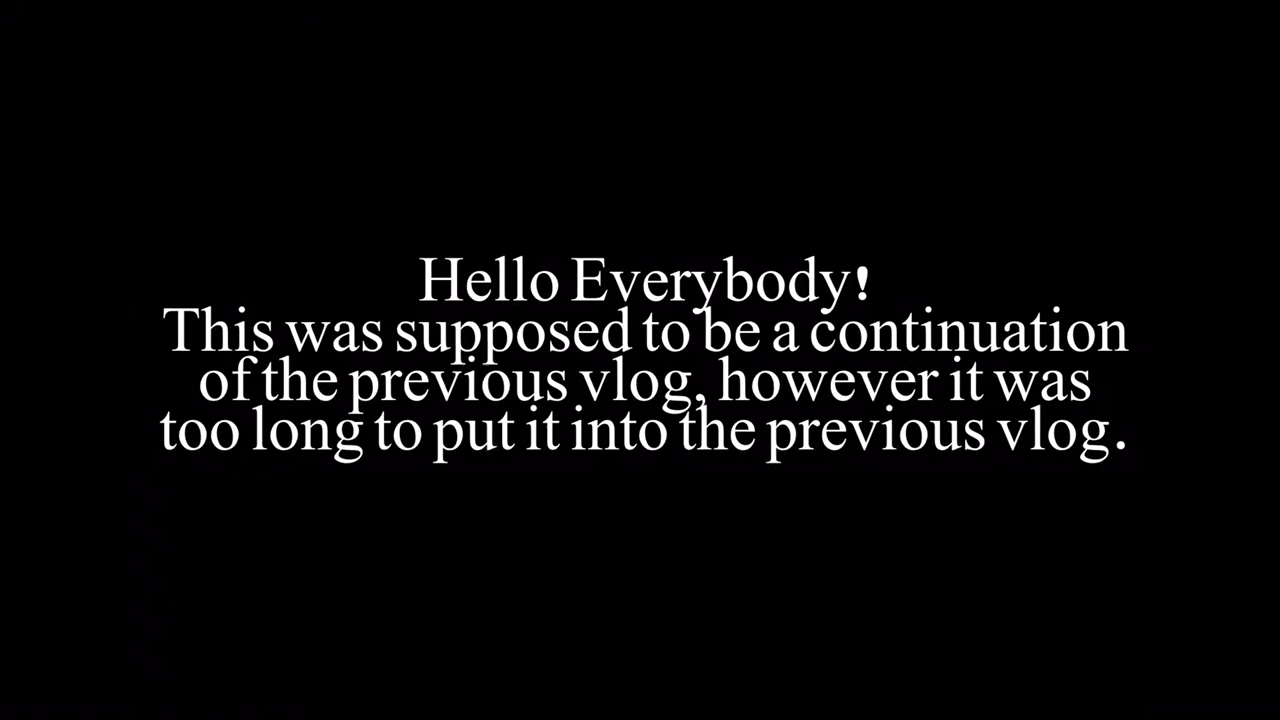 Hello Everybody!
This was supposed to be a continuation
of the previous vlog, however it was
too long to put it into the previous vlog.